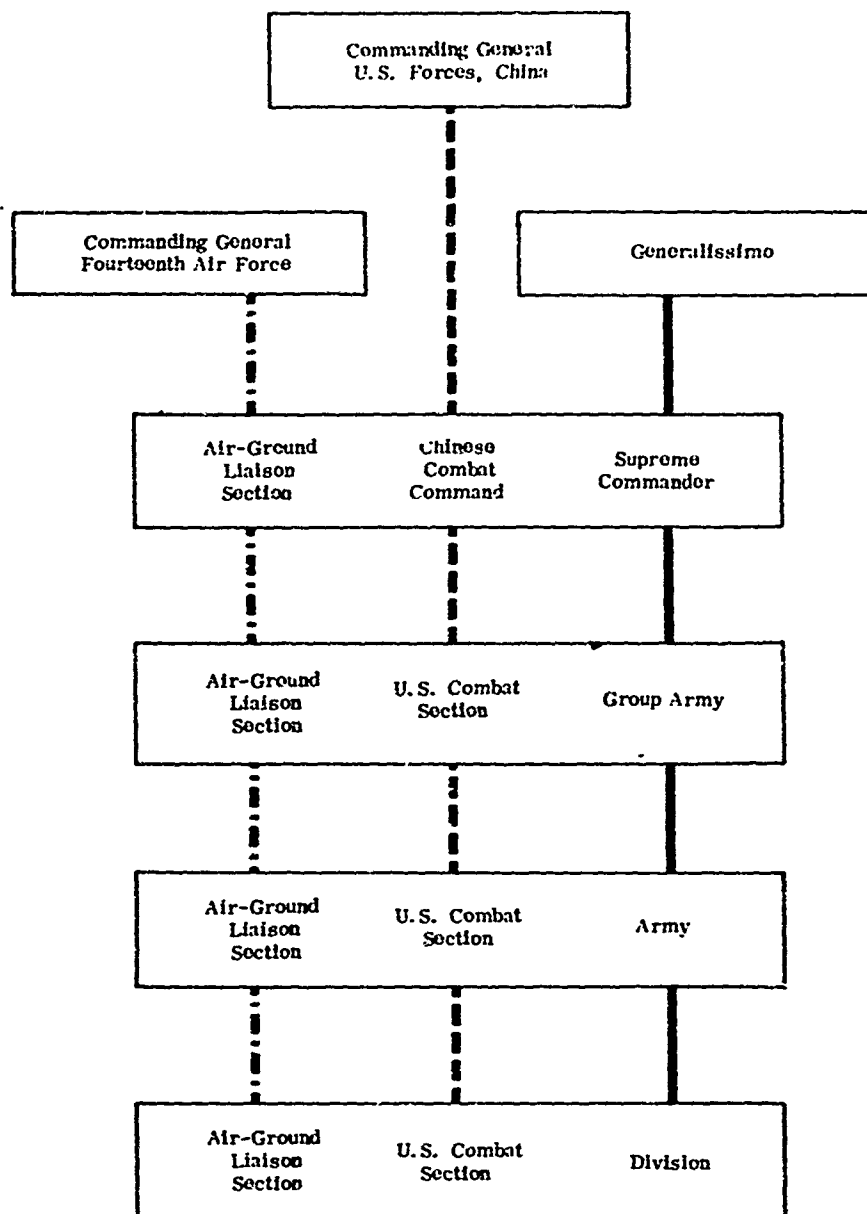 Commanding General
U.S. Forces, China
Commanding General
Fourteenth Air Force
Generalissimo
Air-Ground
Liaison
Section
Chinese
Combat
Command
Supreme
Commander
Air-Ground
Liaison
Section
U.S. Combat
Section
Group Army
Air-Ground
Liaison
Section
U.S. Combat
Section
Army
Air-Ground
Liaison
Section
U.S. Combat
Section
Division